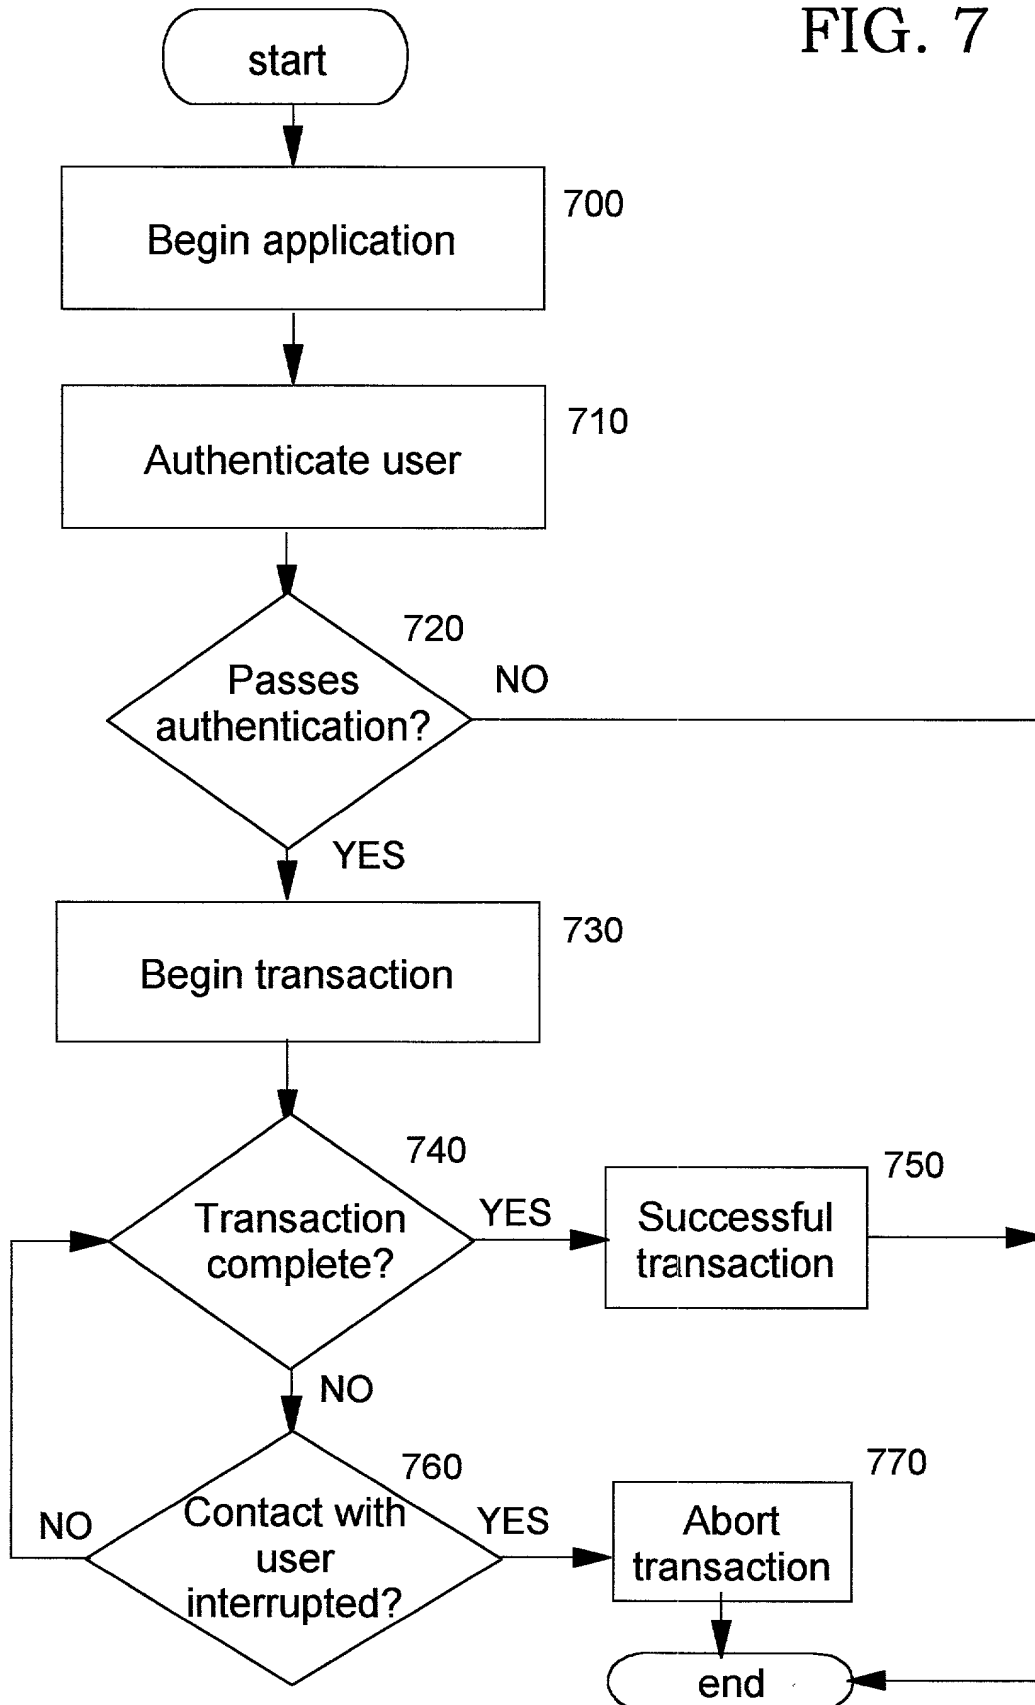 FIG. 7
start
700
Begin application
710
Authenticate user
720
Passes
authentication?
NO
YES
730
Begin transaction
740
Transaction
complete?
YES
750
Successful
transaction
NO
760
Contact with
user
interrupted?
NO
YES
770
Abort
transaction
end